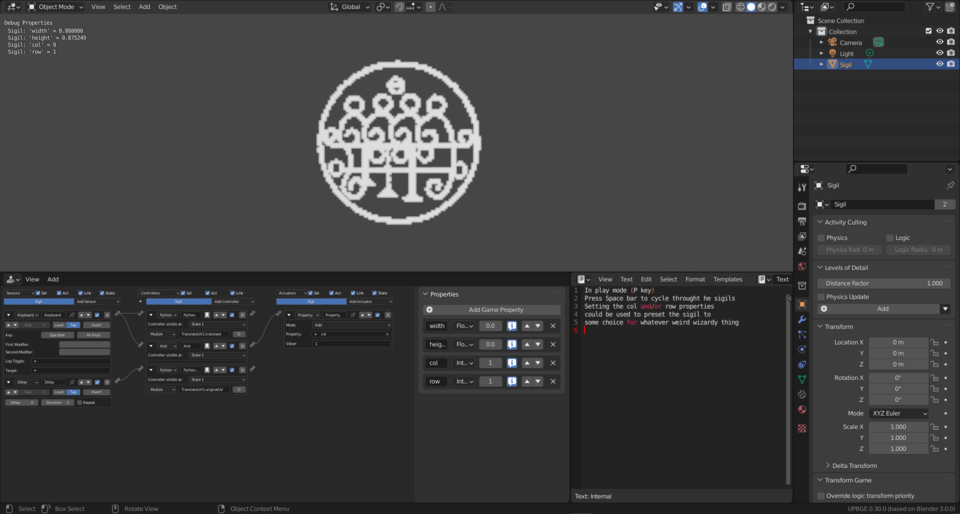 Object Mode View Select Add Object Global
Debug Properties
Sigil: 'width' = 0.080000
Sigil: 'height' = 0.075249
Sigil: 'col' = 9
Sigil: 'row' = 1
Scene Collection
Collection
Camera
Light
Sigil
View Add
Sensors Sel Act Link State Controllers Sel Act Link Actuators Sel Act Link State
Sigil Add Sensor Sigil Add Controller Sigil Add Actuator
Keyboard Keyboard Python Python Property Property
Level Tap Invert Controller visible at: State 1 Mode: Add
Key: Spacebar All Keys Module Property: col
First Modifier: And And Value: 1
Second Modifier: Controller visible at: State 1
Log Toggle: Python Python
Target: Controller visible at: State 1
Delay Delay Module
Level Tap Invert
Delay 0 Duration 0 Repeat
Properties
Add Game Property
width Flo... 0.0
heig... Flo... 0.0
col Int... 1
row Int... 1
View Text Edit Select Format Templates Text
1 In play mode (P key)
2 Press Space bar to cycle throught he sigils
3 Setting the col and/or row properties
4 could be used to preset the sigil to
5 some choice for whatever weird wizardy thing
6
Text: Internal
Sigil
Sigil 2
Activity Culling
Physics Logic
Physics Rad 0 m Logic Radiu 0 m
Levels of Detail
Distance Factor 1.000
Physics Update
Add
Transform
Location X 0 m
Y 0 m
Z 0 m
Rotation X 0°
Y 0°
Z 0°
Mode XYZ Euler
Scale X 1.000
Y 1.000
Z 1.000
Delta Transform
Transform Game
Override logic transform priority
Select Box Select Rotate View Object Context Menu UPBGE 0.30.0 (based on Blender 3.0.0)